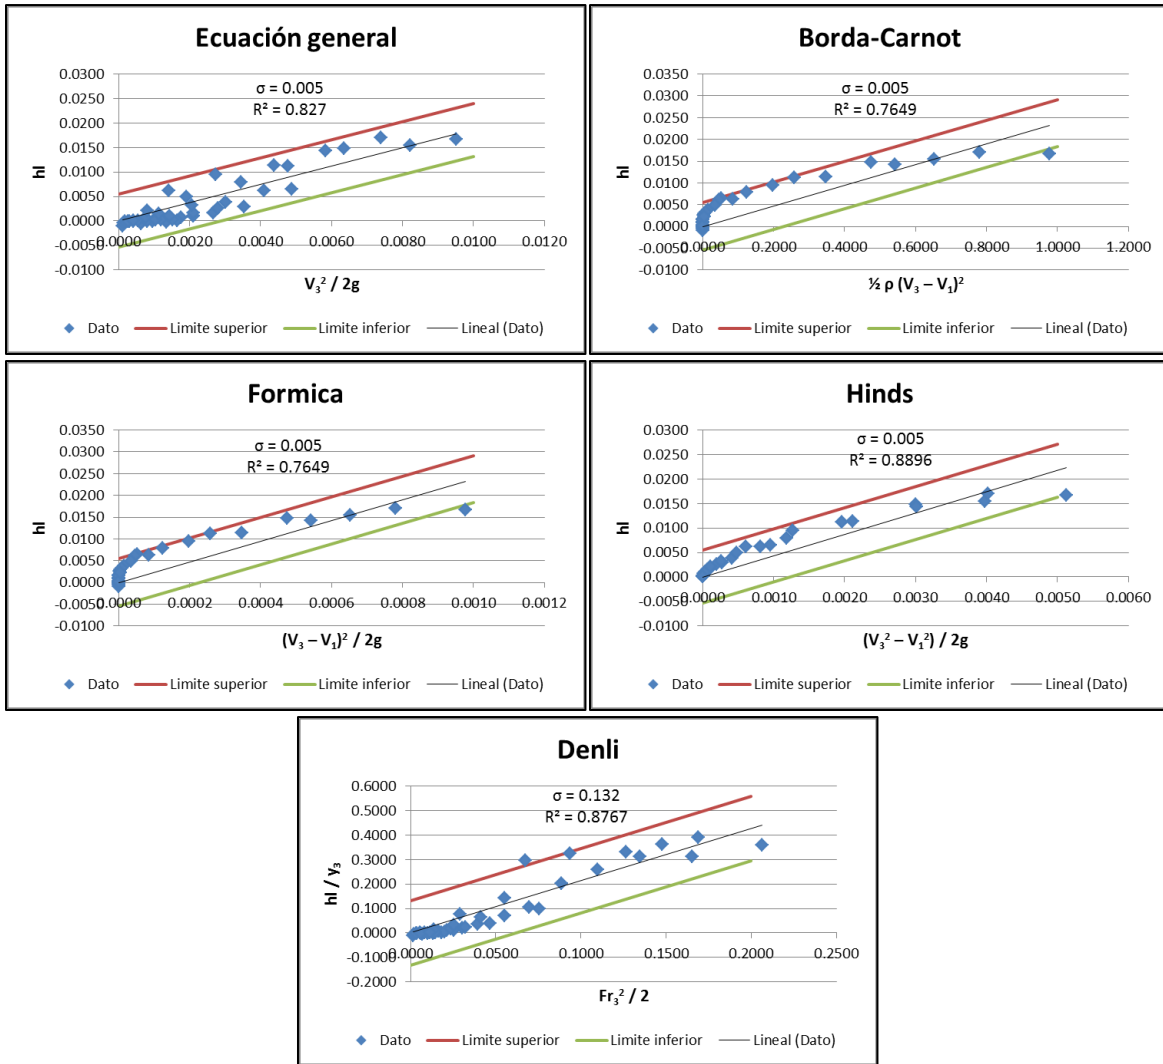 Ecuación general
σ = 0.005
R² = 0.827
hl
0.0300
0.0250
0.0200
0.0150
0.0100
0.0050
0.0000
-0.0050
-0.0100
0.0000 0.0020 0.0040 0.0060 0.0080 0.0100 0.0120
V₃² / 2g
Dato Limite superior Limite inferior Lineal (Dato)
Borda-Carnot
σ = 0.005
R² = 0.7649
hl
0.0350
0.0300
0.0250
0.0200
0.0150
0.0100
0.0050
0.0000
-0.0050
-0.0100
0.0000 0.2000 0.4000 0.6000 0.8000 1.0000 1.2000
½ ρ (V₃ – V₁)²
Dato Limite superior Limite inferior Lineal (Dato)
Formica
σ = 0.005
R² = 0.7649
hl
0.0350
0.0300
0.0250
0.0200
0.0150
0.0100
0.0050
0.0000
-0.0050
-0.0100
0.0000 0.0002 0.0004 0.0006 0.0008 0.0010 0.0012
(V₃ – V₁)² / 2g
Dato Limite superior Limite inferior Lineal (Dato)
Hinds
σ = 0.005
R² = 0.8896
hl
0.0300
0.0250
0.0200
0.0150
0.0100
0.0050
0.0000
-0.0050
-0.0100
0.0000 0.0010 0.0020 0.0030 0.0040 0.0050 0.0060
(V₃² – V₁²) / 2g
Dato Limite superior Limite inferior Lineal (Dato)
Denli
σ = 0.132
R² = 0.8767
hl / y₃
0.6000
0.5000
0.4000
0.3000
0.2000
0.1000
0.0000
-0.1000
-0.2000
0.0000 0.0500 0.1000 0.1500 0.2000 0.2500
Fr₃² / 2
Dato Limite superior Limite inferior Lineal (Dato)